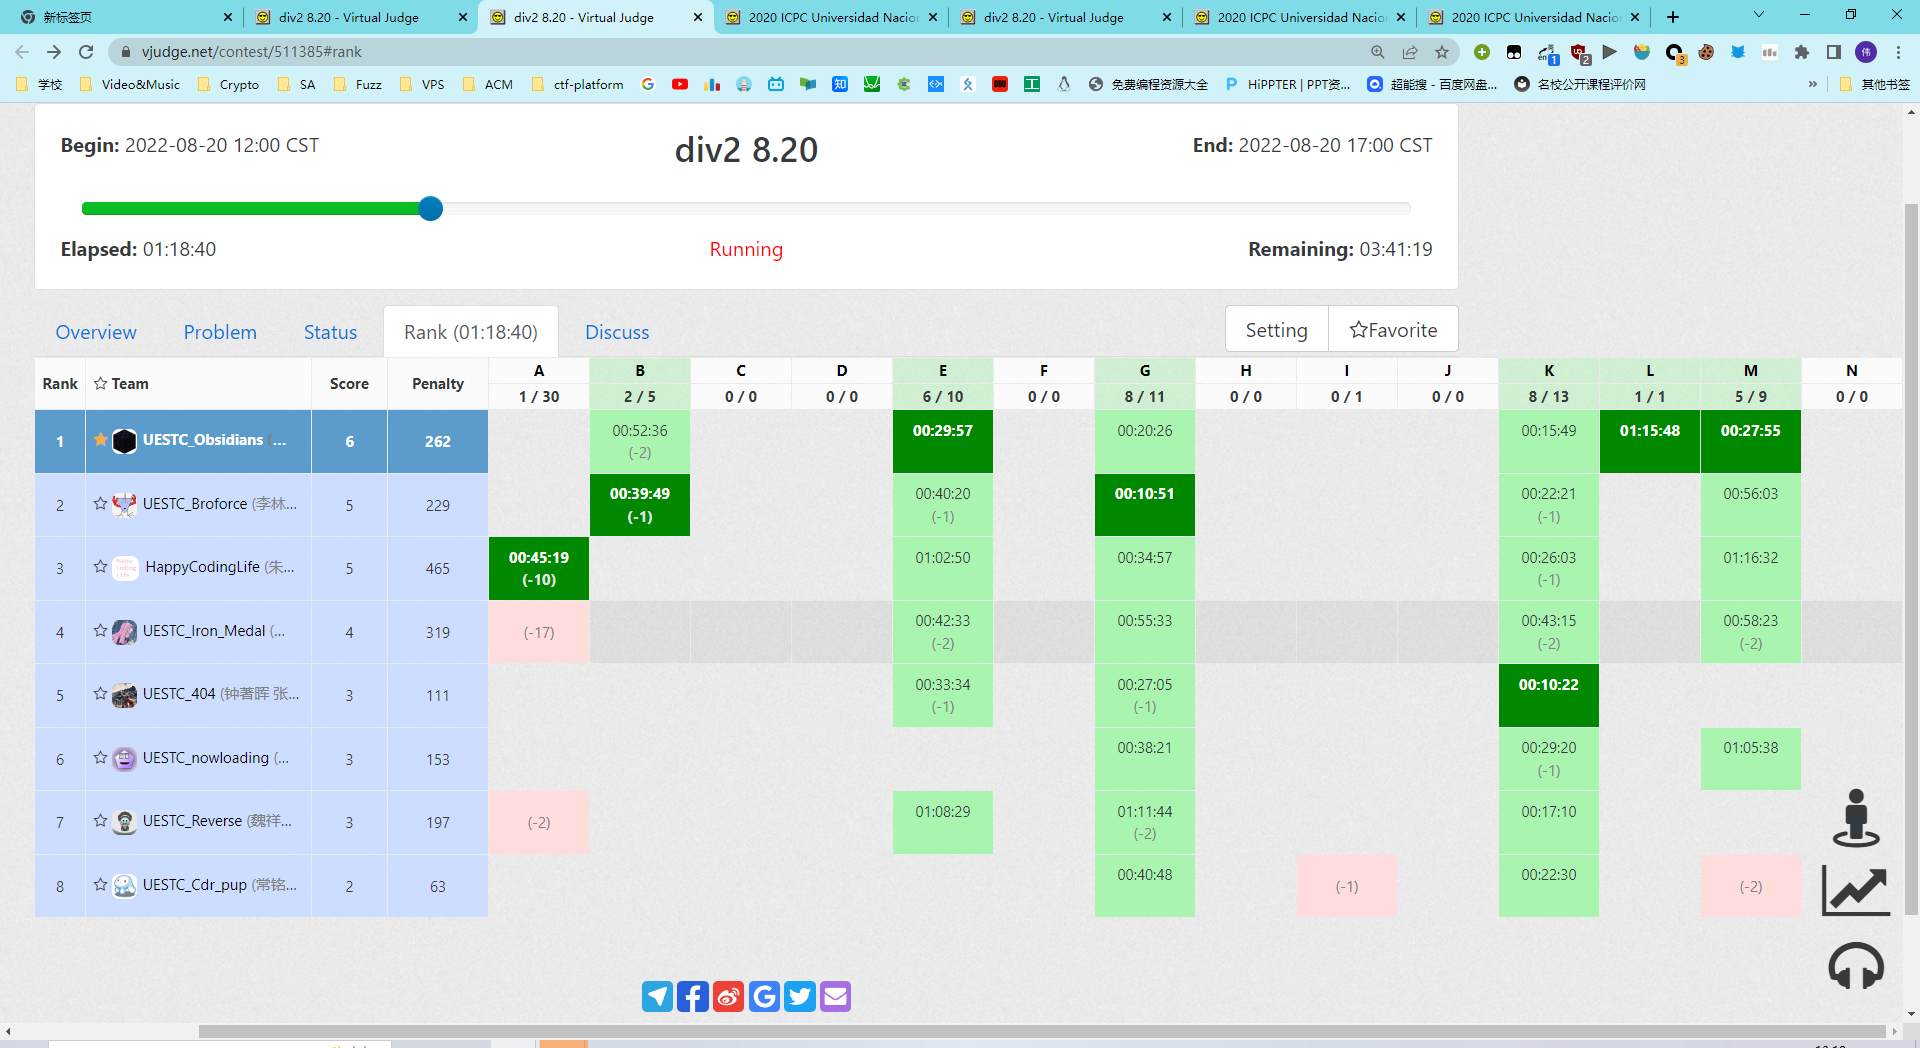 新标签页
div2 8.20 - Virtual Judge
div2 8.20 - Virtual Judge
2020 ICPC Universidad Nacio
div2 8.20 - Virtual Judge
2020 ICPC Universidad Nacio
2020 ICPC Universidad Nacio
vjudge.net/contest/511385#rank
学校 Video&Music Crypto SA Fuzz VPS ACM ctf-platform 免费编程资源大全 HiPPTER | PPT资... 超能搜 - 百度网盘... 名校公开课程评价网 » 其他书签
Begin: 2022-08-20 12:00 CST
div2 8.20
End: 2022-08-20 17:00 CST
Elapsed: 01:18:40
Running
Remaining: 03:41:19
Overview Problem Status Rank (01:18:40) Discuss Setting Favorite
Rank Team Score Penalty A B C D E F G H I J K L M N
1 / 30 2 / 5 0 / 0 0 / 0 6 / 10 0 / 0 8 / 11 0 / 0 0 / 1 0 / 0 8 / 13 1 / 1 5 / 9 0 / 0
1 UESTC_Obsidians (... 6 262 00:52:36 00:29:57 00:20:26 00:15:49 01:15:48 00:27:55
(-2)
2 UESTC_Broforce (李林... 5 229 00:39:49 00:40:20 00:10:51 00:22:21 00:56:03
(-1) (-1) (-1)
3 HappyCodingLife (朱... 5 465 00:45:19 01:02:50 00:34:57 00:26:03 01:16:32
(-10) (-1)
4 UESTC_Iron_Medal (... 4 319 (-17) 00:42:33 00:55:33 00:43:15 00:58:23
(-2) (-2) (-2)
5 UESTC_404 (钟著晖 张... 3 111 00:33:34 00:27:05 00:10:22
(-1) (-1)
6 UESTC_nowloading (... 3 153 00:38:21 00:29:20 01:05:38
(-1)
7 UESTC_Reverse (魏祥... 3 197 (-2) 01:08:29 01:11:44 00:17:10
(-2)
8 UESTC_Cdr_pup (常铭... 2 63 00:40:48 (-1) 00:22:30 (-2)